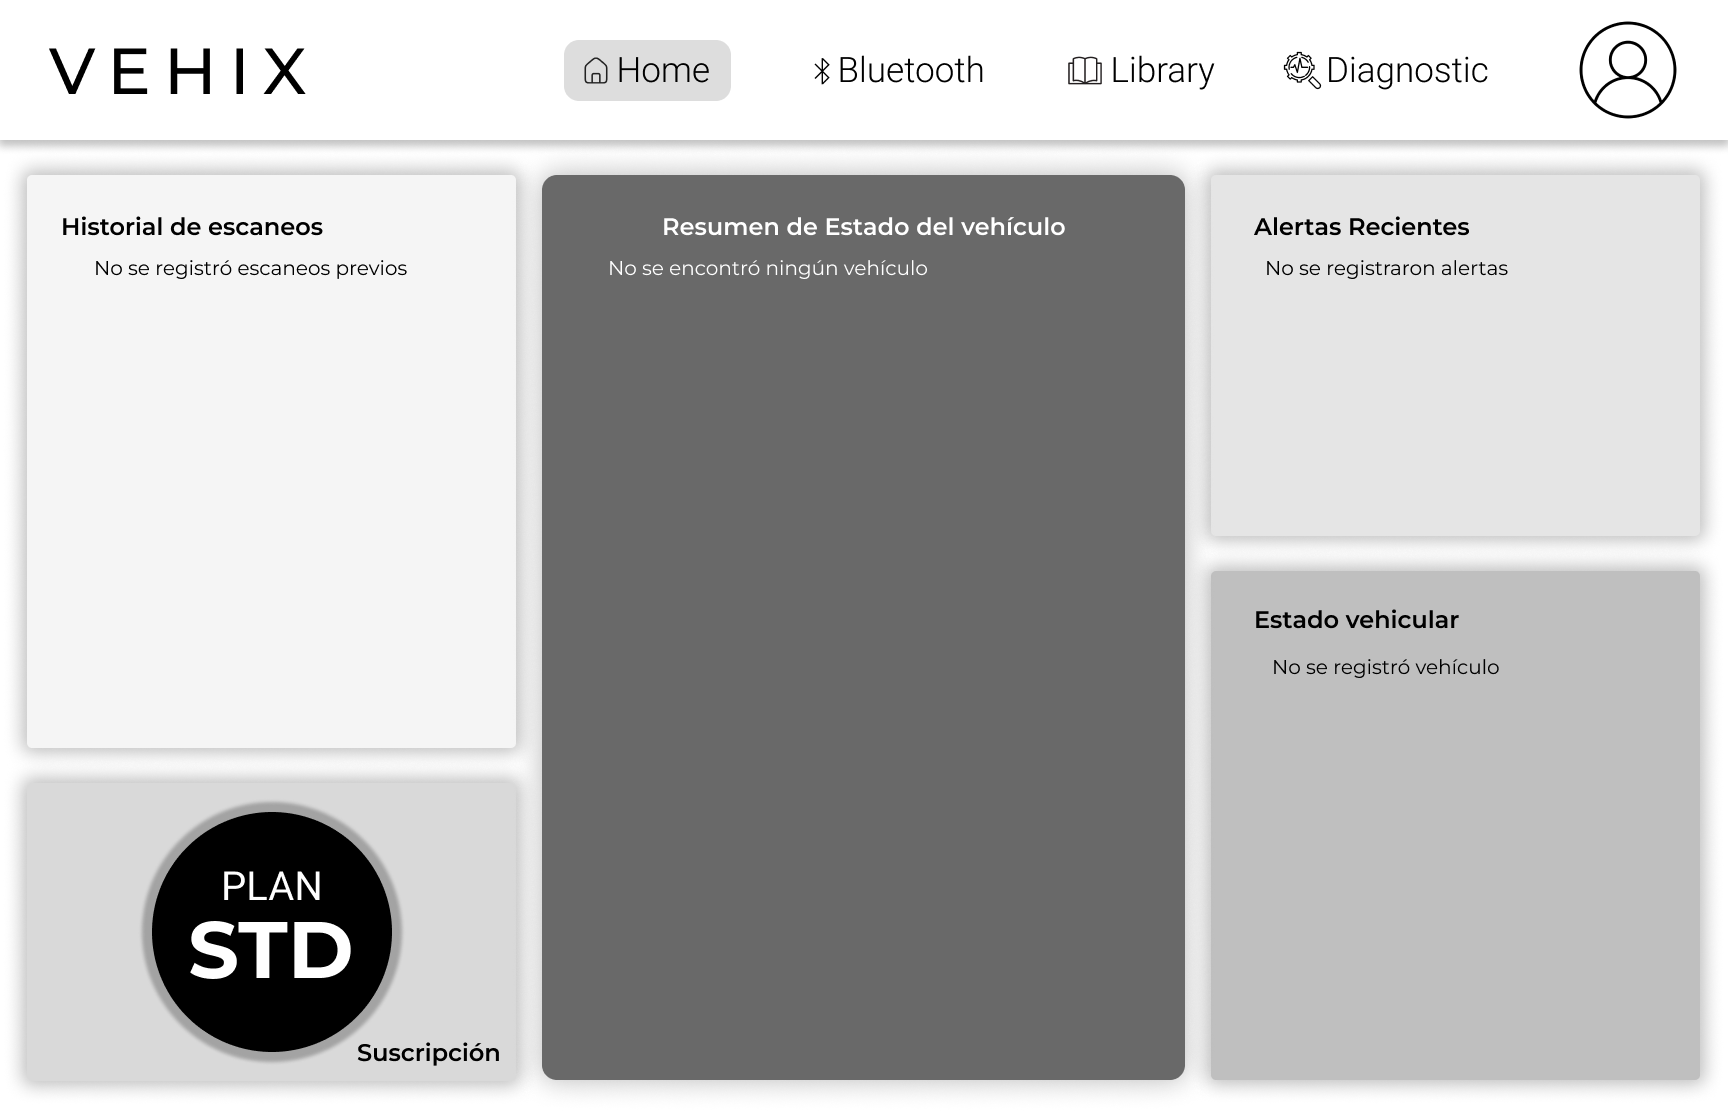 VEHIX
Home
Bluetooth
Library
Diagnostic
Historial de escaneos
No se registró escaneos previos
Resumen de Estado del vehículo
No se encontró ningún vehículo
Alertas Recientes
No se registraron alertas
Estado vehicular
No se registró vehículo
PLAN
STD
Suscripción